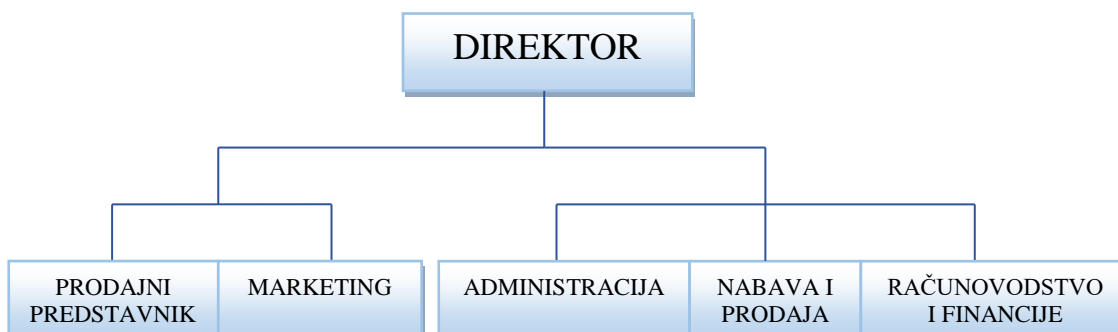 DIREKTOR
PRODAJNI
PREDSTAVNIK
MARKETING
ADMINISTRACIJA
NABAVA I
PRODAJA
RAČUNOVODSTVO
I FINANCIJE